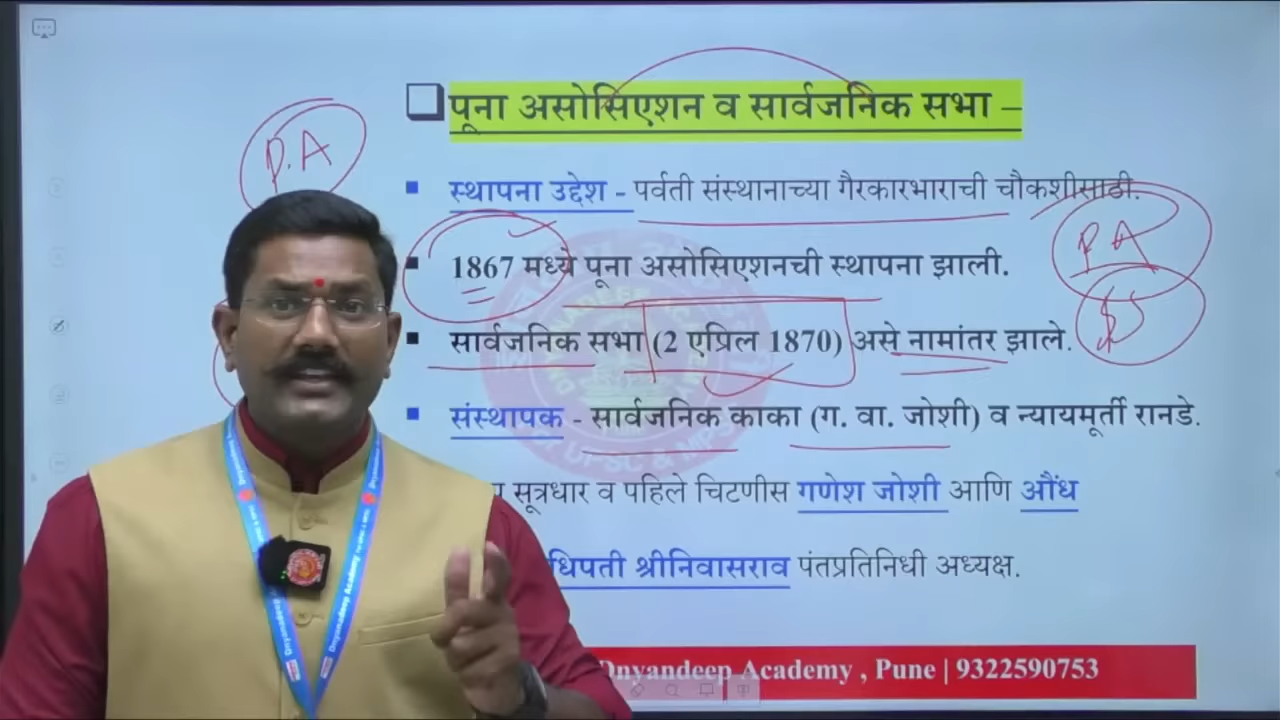 पूना असोसिएशन व सार्वजनिक सभा –
P.A
स्थापना उद्देश - पर्वती संस्थानाच्या गैरकारभाराची चौकशीसाठी.
PA
1867 मध्ये पूना असोसिएशनची स्थापना झाली.
सार्वजनिक सभा (2 एप्रिल 1870) असे नामांतर झाले.
संस्थापक - सार्वजनिक काका (ग. वा. जोशी) व न्यायमूर्ती रानडे.
सूत्रधार व पहिले चिटणीस गणेश जोशी आणि औंध
धिपती श्रीनिवासराव पंतप्रतिनिधी अध्यक्ष.
Dnyandeep Academy , Pune | 9322590753